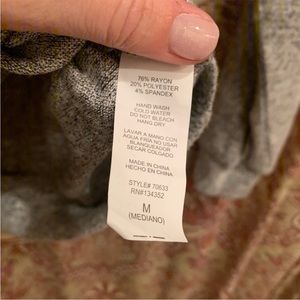 76% RAYON
20% POLYESTER
4% SPANDEX
HAND WASH
COLD WATER
DO NOT BLEACH
HANG DRY
LAVAR A MANO CON
AGUA FRIA NO USAR
BLANQUEADOR
SECAR COLGADO
MADE IN CHINA
HECHO EN CHINA
STYLE# 70633
RN#134352
M
(MEDIANO)